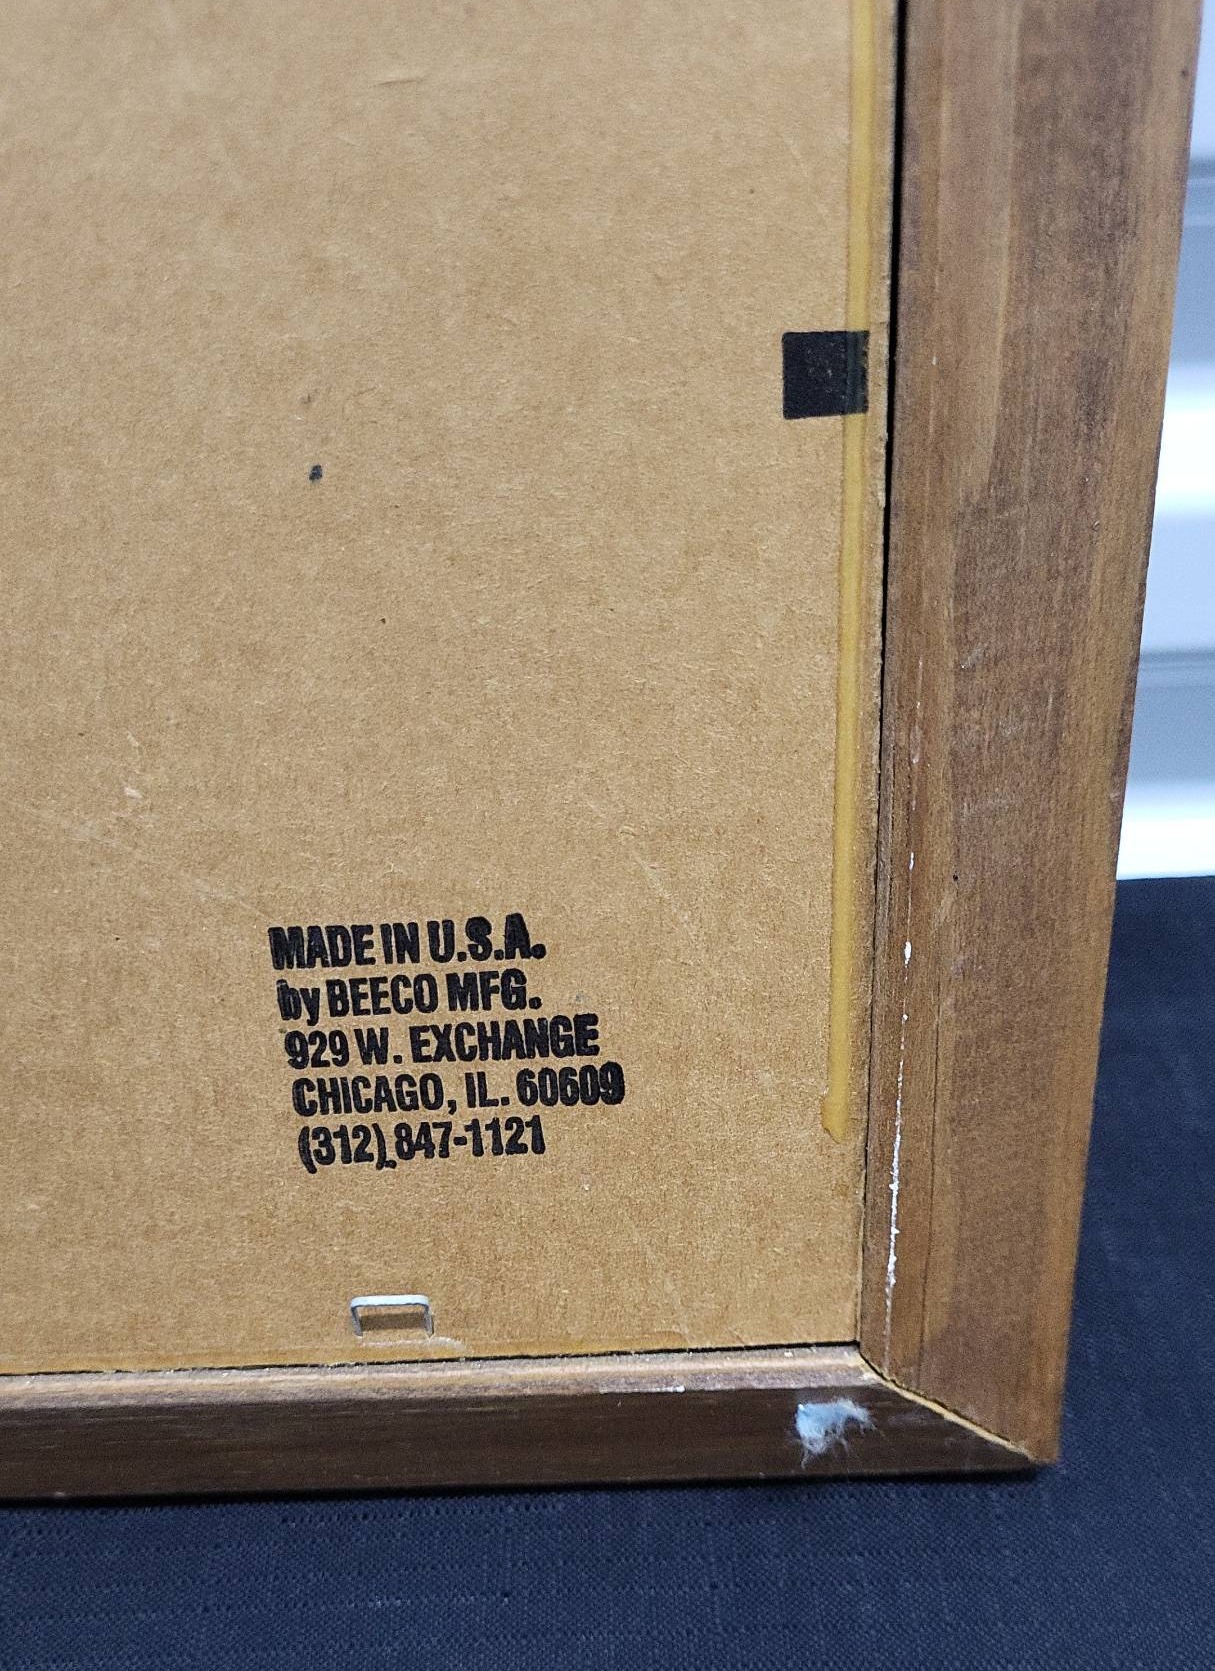 MADE IN U.S.A.
by BEECO MFG.
929 W. EXCHANGE
CHICAGO, IL. 60609
(312) 847-1121